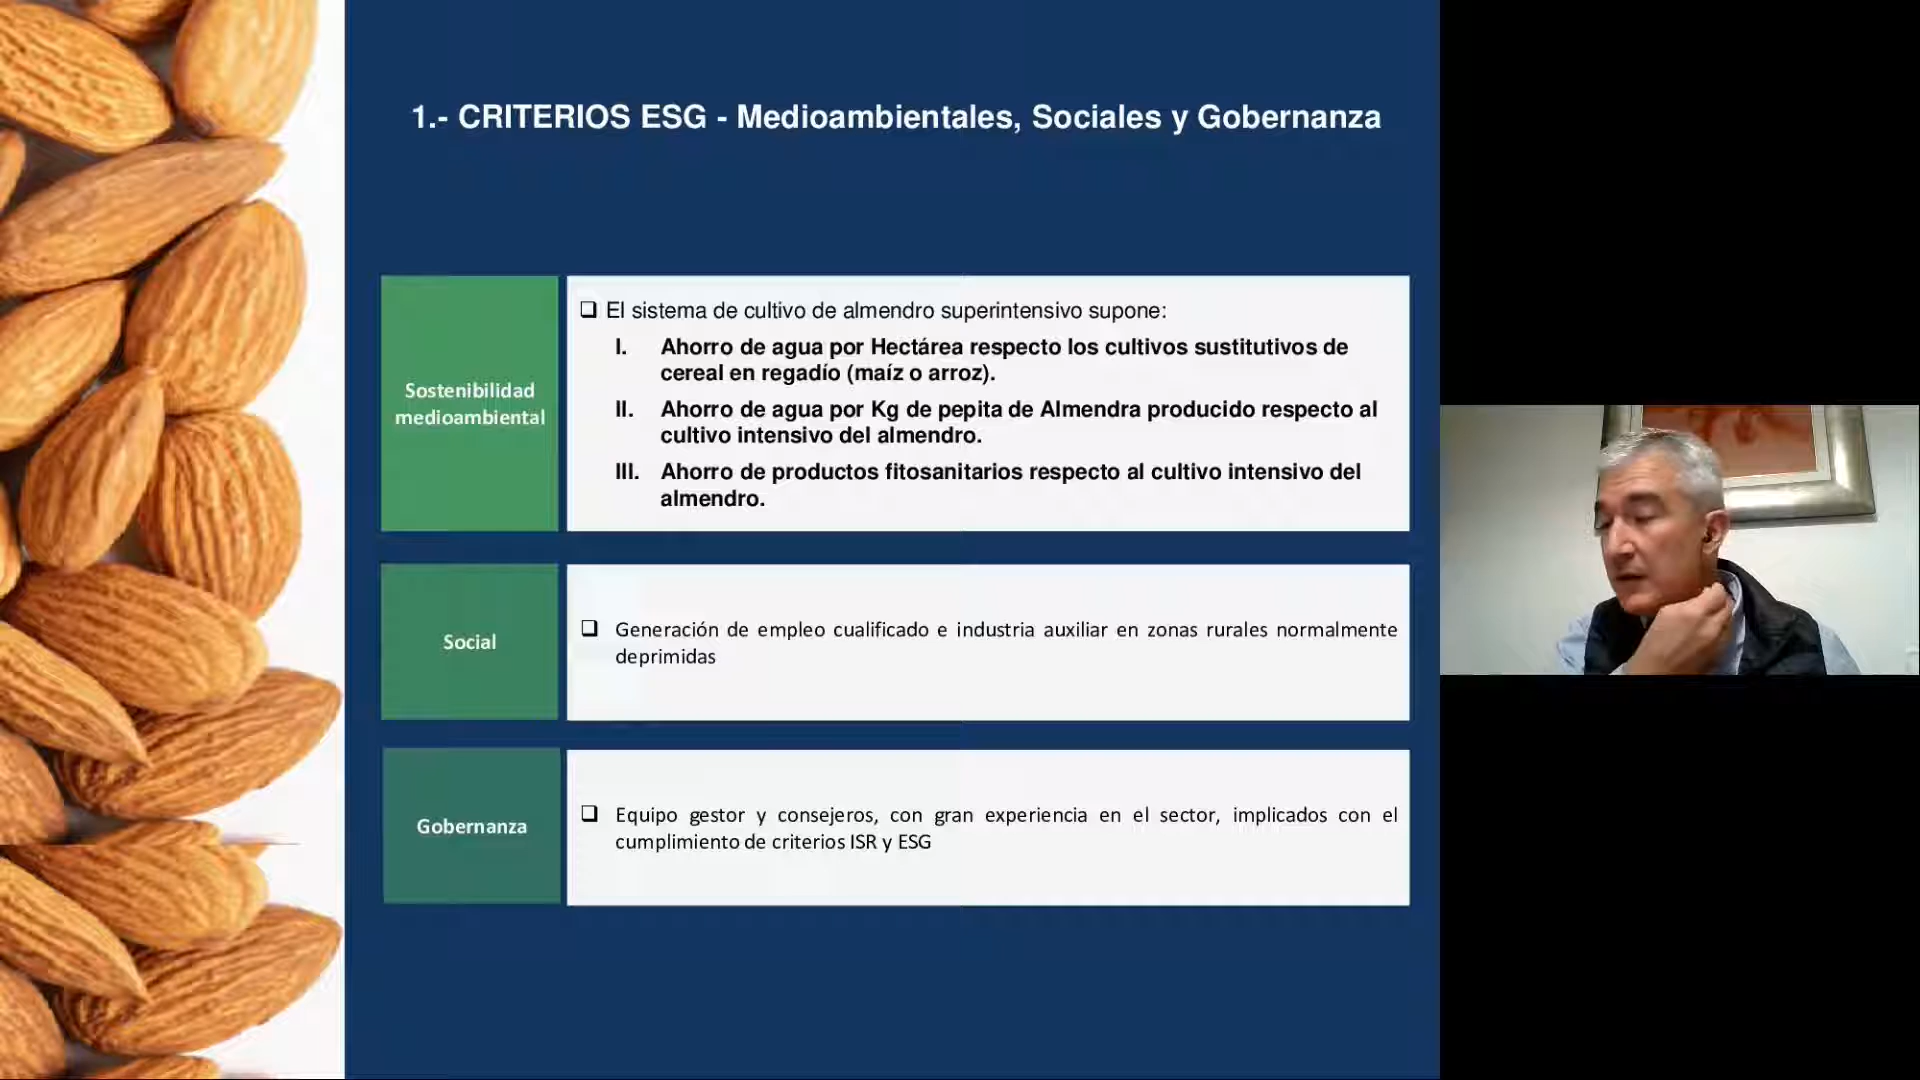 1.- CRITERIOS ESG - Medioambientales, Sociales y Gobernanza
Sostenibilidad
medioambiental
❑ El sistema de cultivo de almendro superintensivo supone:
I. Ahorro de agua por Hectárea respecto los cultivos sustitutivos de
cereal en regadío (maíz o arroz).
II. Ahorro de agua por Kg de pepita de Almendra producido respecto al
cultivo intensivo del almendro.
III. Ahorro de productos fitosanitarios respecto al cultivo intensivo del
almendro.
Social
❑ Generación de empleo cualificado e industria auxiliar en zonas rurales normalmente
deprimidas
Gobernanza
❑ Equipo gestor y consejeros, con gran experiencia en el sector, implicados con el
cumplimiento de criterios ISR y ESG